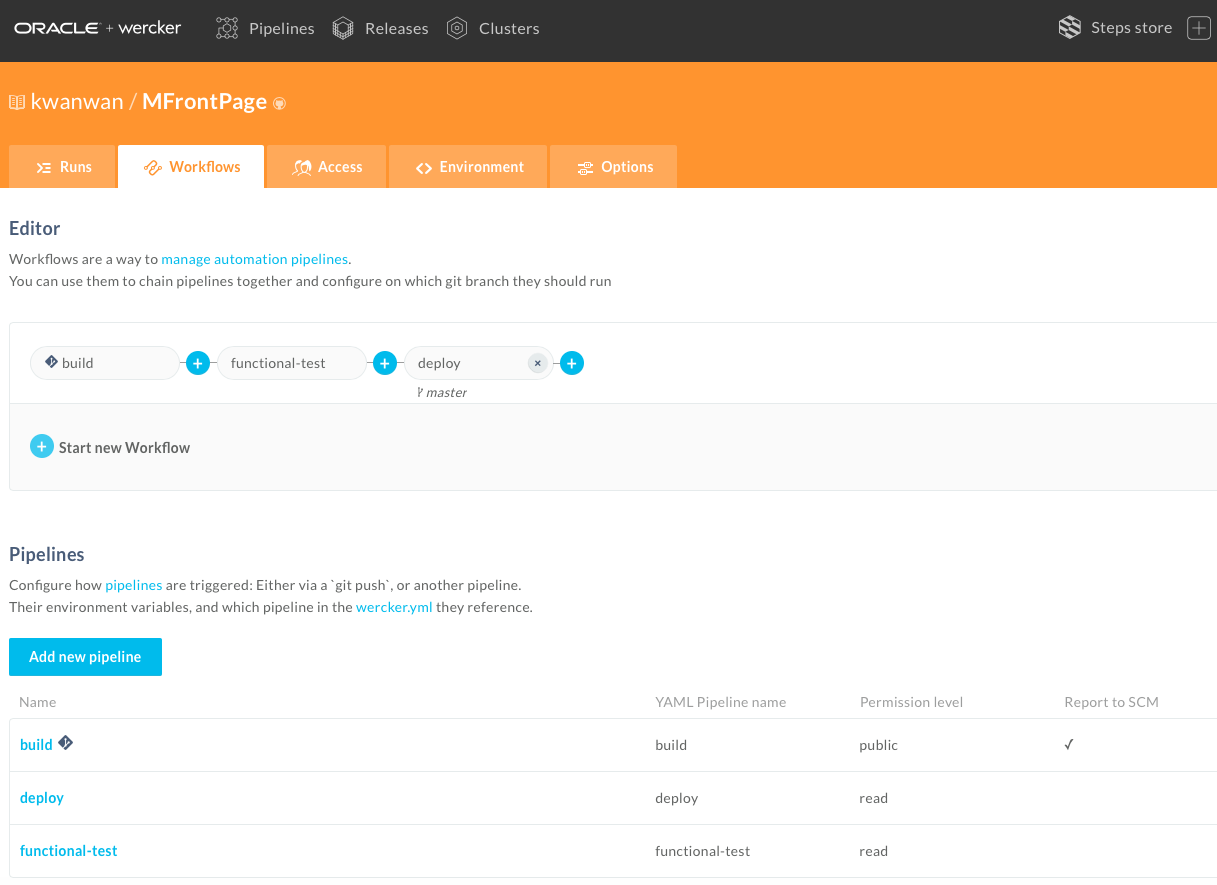 ORACLE + wercker Pipelines Releases Clusters Steps store
kwanwan / MFrontPage
Runs Workflows Access Environment Options
Editor
Workflows are a way to manage automation pipelines.
You can use them to chain pipelines together and configure on which git branch they should run
build functional-test deploy
master
Start new Workflow
Pipelines
Configure how pipelines are triggered: Either via a `git push`, or another pipeline.
Their environment variables, and which pipeline in the wercker.yml they reference.
Add new pipeline
Name YAML Pipeline name Permission level Report to SCM
build build public ✓
deploy deploy read
functional-test functional-test read